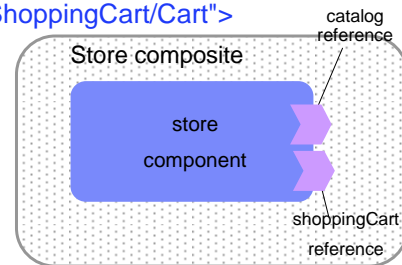 ShoppingCart/Cart">
catalog
reference
Store composite
store
component
shoppingCart
reference